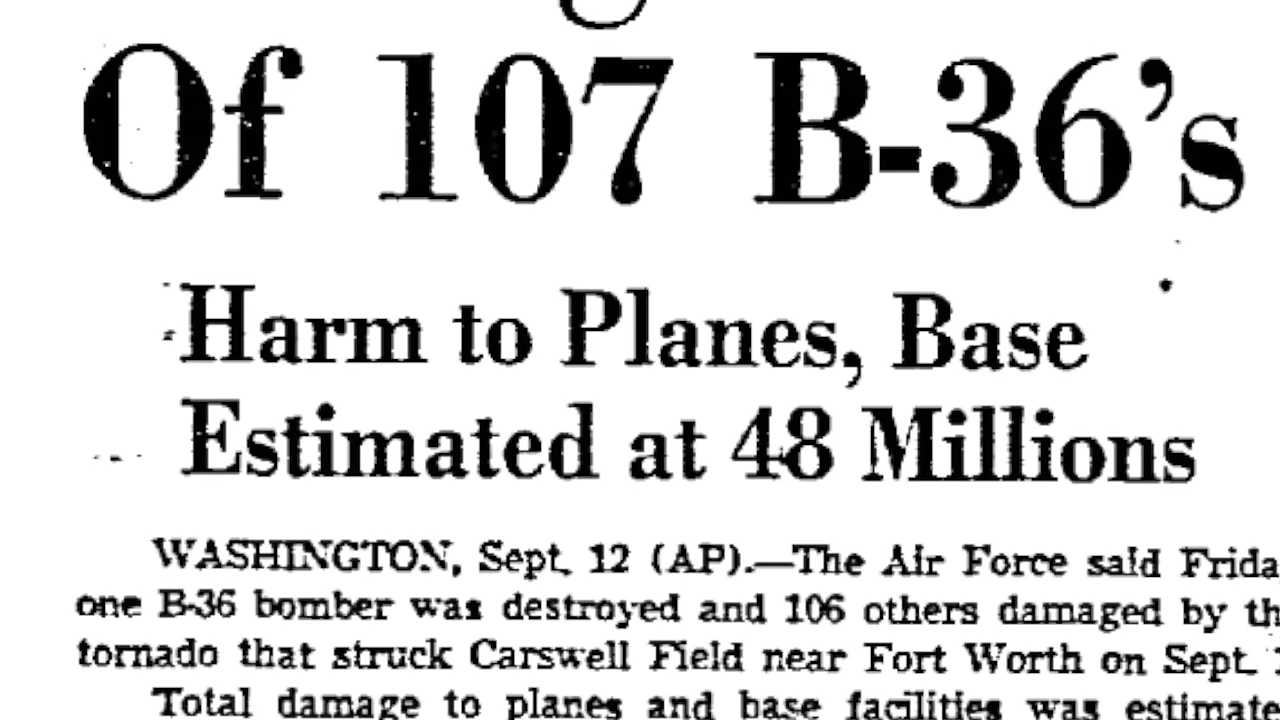 Of 107 B-36's
Harm to Planes, Base
Estimated at 48 Millions
WASHINGTON, Sept. 12 (AP).—The Air Force said
one B-36 bomber was destroyed and 106 others damaged by
tornado that struck Carswell Field near Fort Worth on Sept.
Total damage to planes and base facilities was